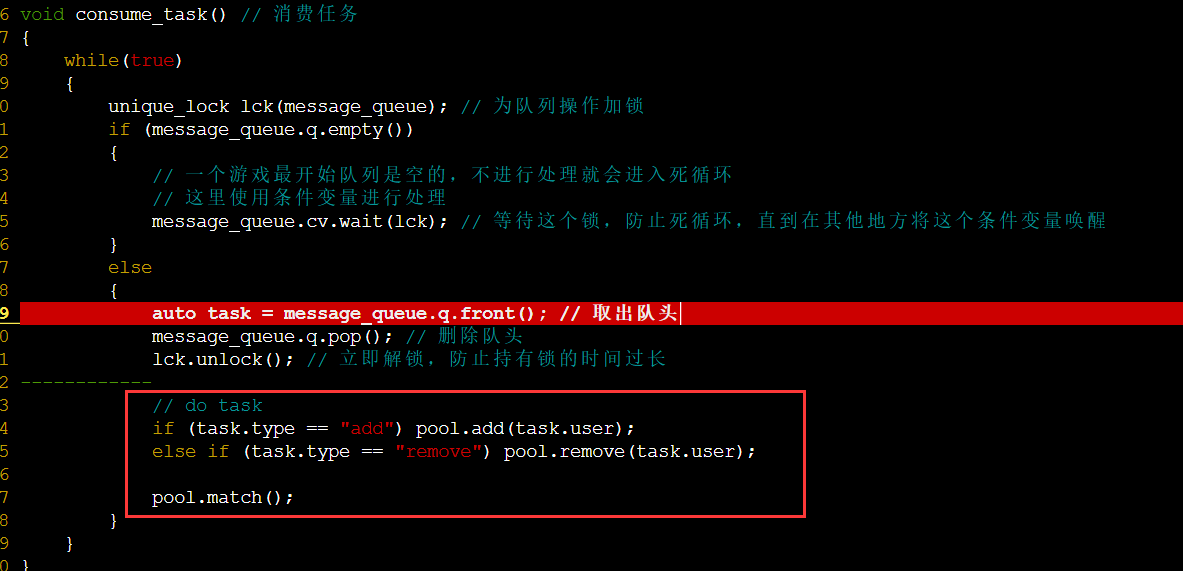 6 void consume_task() // 消费任务
7 {
8     while(true)
9     {
0         unique_lock lck(message_queue); // 为队列操作加锁
1         if (message_queue.q.empty())
2         {
3             // 一个游戏最开始队列是空的，不进行处理就会进入死循环
4             // 这里使用条件变量进行处理
5             message_queue.cv.wait(lck); // 等待这个锁，防止死循环，直到在其他地方将这个条件变量唤醒
6         }
7         else
8         {
9             auto task = message_queue.q.front(); // 取出队头
0             message_queue.q.pop(); // 删除队头
1             lck.unlock(); // 立即解锁，防止持有锁的时间过长
2 ------------
3             // do task
4             if (task.type == "add") pool.add(task.user);
5             else if (task.type == "remove") pool.remove(task.user);
6
7             pool.match();
8         }
9     }
0 }